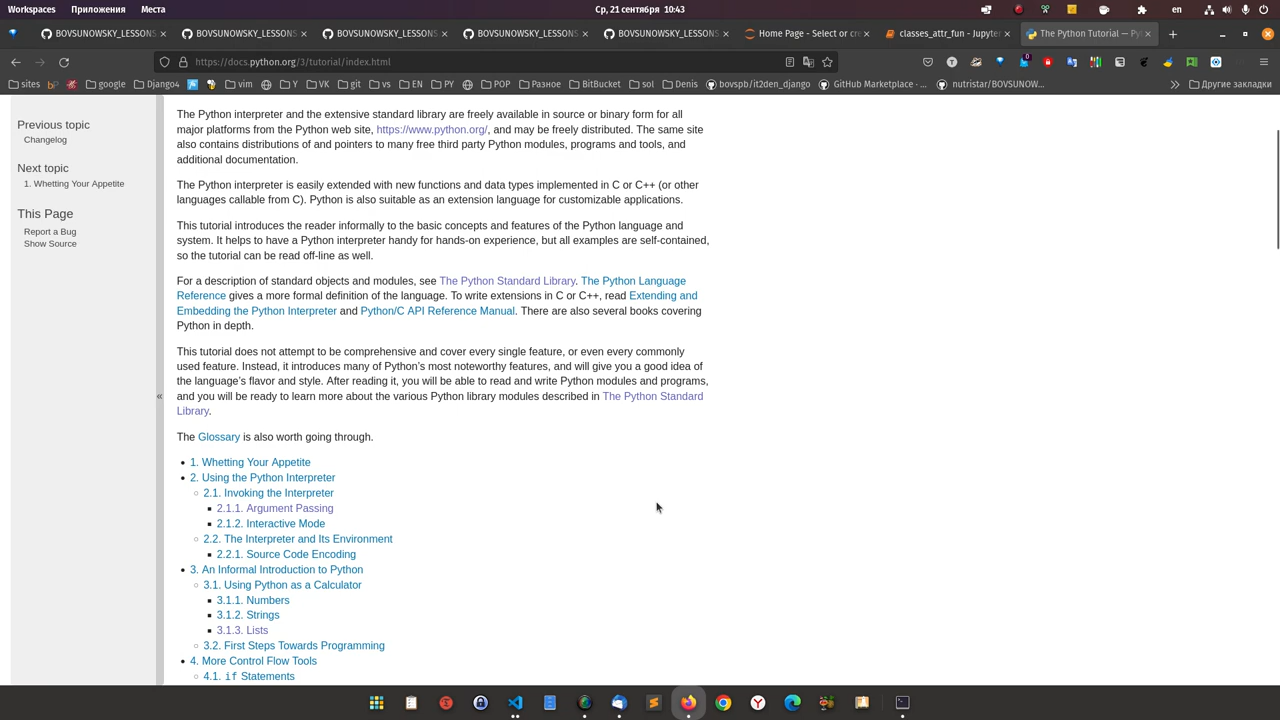 Workspaces Приложения Места Ср, 21 сентября 10:43 en
BOVSUNOWSKY_LESSONS BOVSUNOWSKY_LESSONS BOVSUNOWSKY_LESSONS BOVSUNOWSKY_LESSONS BOVSUNOWSKY_LESSONS Home Page - Select or cre classes_attr_fun - Jupyter The Python Tutorial — Pyt
https://docs.python.org/3/tutorial/index.html
sites google Django4 vim Y VK git vs EN PY POP Разное BitBucket sol Denis bovspb/it2den_django GitHub Marketplace · ... nutristar/BOVSUNOW... Другие закладки
Previous topic
Changelog
Next topic
1. Whetting Your Appetite
This Page
Report a Bug
Show Source
«
The Python interpreter and the extensive standard library are freely available in source or binary form for all
major platforms from the Python web site, https://www.python.org/, and may be freely distributed. The same site
also contains distributions of and pointers to many free third party Python modules, programs and tools, and
additional documentation.
The Python interpreter is easily extended with new functions and data types implemented in C or C++ (or other
languages callable from C). Python is also suitable as an extension language for customizable applications.
This tutorial introduces the reader informally to the basic concepts and features of the Python language and
system. It helps to have a Python interpreter handy for hands-on experience, but all examples are self-contained,
so the tutorial can be read off-line as well.
For a description of standard objects and modules, see The Python Standard Library. The Python Language
Reference gives a more formal definition of the language. To write extensions in C or C++, read Extending and
Embedding the Python Interpreter and Python/C API Reference Manual. There are also several books covering
Python in depth.
This tutorial does not attempt to be comprehensive and cover every single feature, or even every commonly
used feature. Instead, it introduces many of Python's most noteworthy features, and will give you a good idea of
the language's flavor and style. After reading it, you will be able to read and write Python modules and programs,
and you will be ready to learn more about the various Python library modules described in The Python Standard
Library.
The Glossary is also worth going through.
1. Whetting Your Appetite
2. Using the Python Interpreter
2.1. Invoking the Interpreter
2.1.1. Argument Passing
2.1.2. Interactive Mode
2.2. The Interpreter and Its Environment
2.2.1. Source Code Encoding
3. An Informal Introduction to Python
3.1. Using Python as a Calculator
3.1.1. Numbers
3.1.2. Strings
3.1.3. Lists
3.2. First Steps Towards Programming
4. More Control Flow Tools
4.1. if Statements